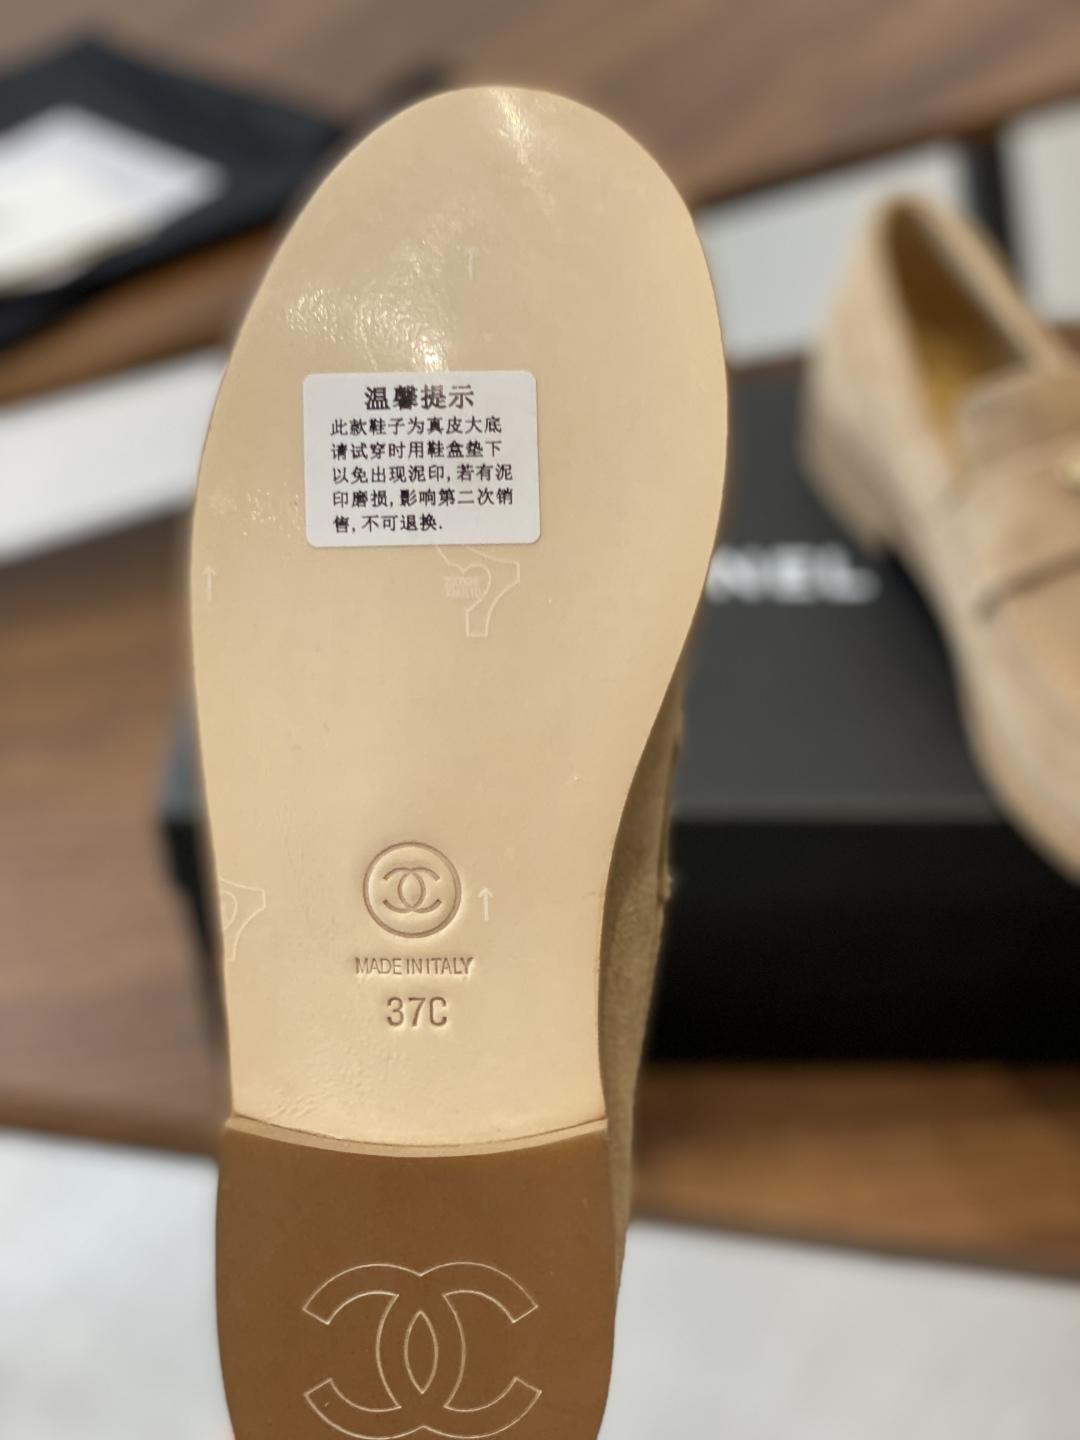 温馨提示
此款鞋子为真皮大底
请试穿时用鞋盒垫下
以免出现泥印,若有泥
印磨损,影响第二次销
售,不可退换.
NEL
MADE IN ITALY
37C